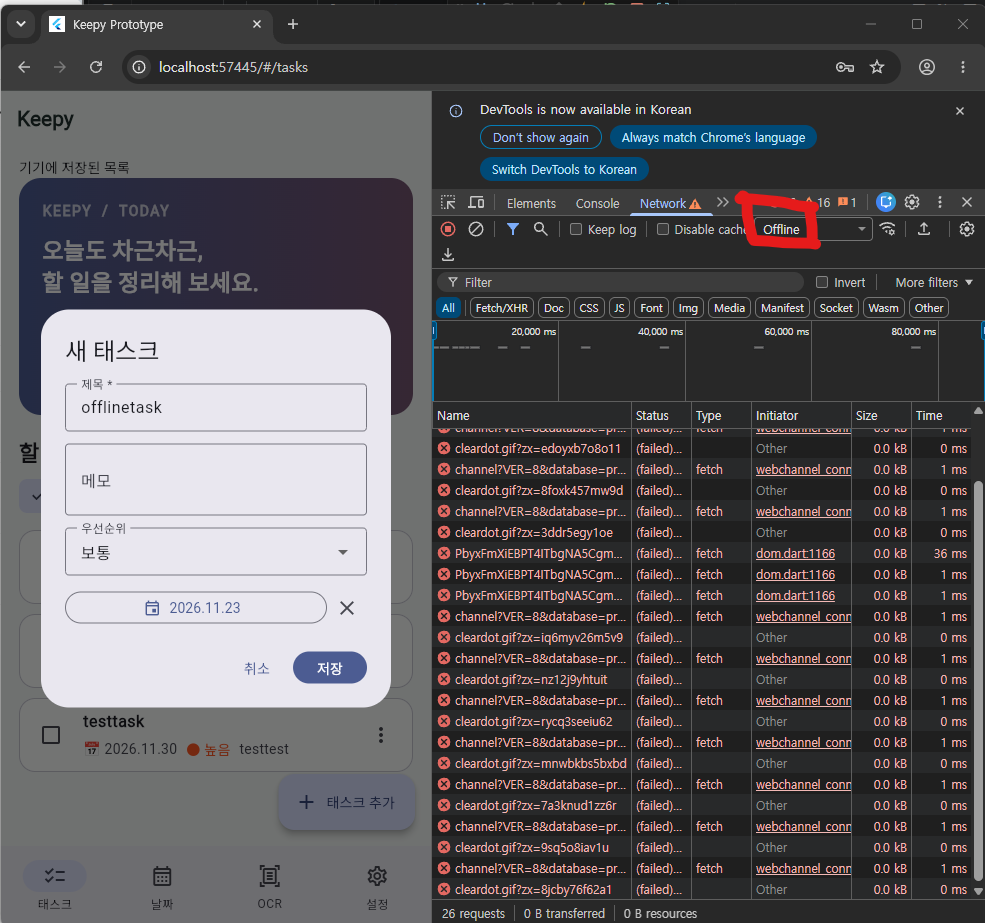 Keepy Prototype
localhost:57445/#/tasks
Keepy
기기에 저장된 목록
KEEPY / TODAY
오늘도 차근차근,
할 일을 정리해 보세요.
할
새 태스크
제목 *
offlinetask
메모
우선순위
보통
2026.11.23
취소
저장
testtask
2026.11.30 높음 testtest
태스크 추가
태스크
날짜
OCR
설정
DevTools is now available in Korean
Don't show again
Always match Chrome's language
Switch DevTools to Korean
Elements Console Network 16 1
Keep log Disable cache Offline
Filter Invert More filters
All Fetch/XHR Doc CSS JS Font Img Media Manifest Socket Wasm Other
20,000 ms 40,000 ms 60,000 ms 80,000 ms
Name Status Type Initiator Size Time
channel?VER=8&database=pr... (failed)... fetch webchannel_conn 0.0 kB 1 ms
cleardot.gif?zx=edoyxb7o8o11 (failed)... Other 0.0 kB 0 ms
channel?VER=8&database=pr... (failed)... fetch webchannel_conn 0.0 kB 1 ms
cleardot.gif?zx=8foxk457mw9d (failed)... Other 0.0 kB 0 ms
channel?VER=8&database=pr... (failed)... fetch webchannel_conn 0.0 kB 1 ms
cleardot.gif?zx=3ddr5egy1oe (failed)... Other 0.0 kB 0 ms
PbyxFmXiEBPT4ITbgNA5Cgm... (failed)... fetch dom.dart:1166 0.0 kB 36 ms
PbyxFmXiEBPT4ITbgNA5Cgm... (failed)... fetch dom.dart:1166 0.0 kB 1 ms
PbyxFmXiEBPT4ITbgNA5Cgm... (failed)... fetch dom.dart:1166 0.0 kB 1 ms
channel?VER=8&database=pr... (failed)... fetch webchannel_conn 0.0 kB 1 ms
cleardot.gif?zx=iq6myv26m5v9 (failed)... Other 0.0 kB 0 ms
channel?VER=8&database=pr... (failed)... fetch webchannel_conn 0.0 kB 1 ms
cleardot.gif?zx=nz12j9yhtuit (failed)... Other 0.0 kB 0 ms
channel?VER=8&database=pr... (failed)... fetch webchannel_conn 0.0 kB 1 ms
cleardot.gif?zx=rycq3seeiu62 (failed)... Other 0.0 kB 0 ms
channel?VER=8&database=pr... (failed)... fetch webchannel_conn 0.0 kB 1 ms
cleardot.gif?zx=mnwbkbs5bxbd (failed)... Other 0.0 kB 0 ms
channel?VER=8&database=pr... (failed)... fetch webchannel_conn 0.0 kB 1 ms
cleardot.gif?zx=7a3knud1zz6r (failed)... Other 0.0 kB 0 ms
channel?VER=8&database=pr... (failed)... fetch webchannel_conn 0.0 kB 1 ms
cleardot.gif?zx=9sq5o8iav1u (failed)... Other 0.0 kB 0 ms
channel?VER=8&database=pr... (failed)... fetch webchannel_conn 0.0 kB 1 ms
cleardot.gif?zx=8jcby76f62a1 (failed)... Other 0.0 kB 0 ms
26 requests 0 B transferred 0 B resources